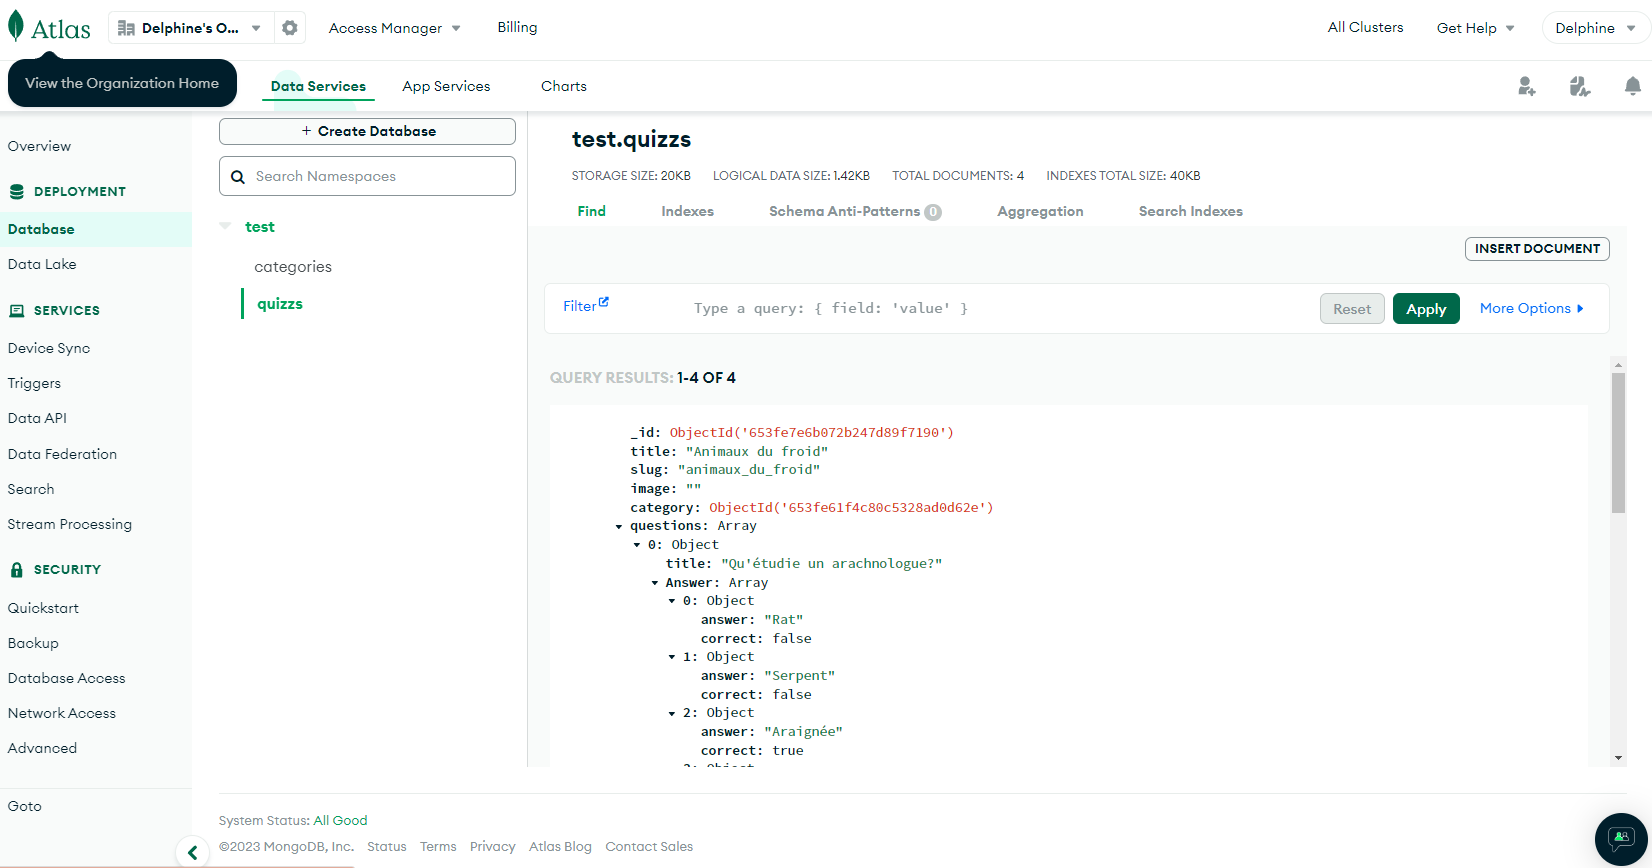 Atlas
Delphine's O...
Access Manager
Billing
All Clusters
Get Help
Delphine
View the Organization Home
Data Services
App Services
Charts
Overview
DEPLOYMENT
Database
Data Lake
SERVICES
Device Sync
Triggers
Data API
Data Federation
Search
Stream Processing
SECURITY
Quickstart
Backup
Database Access
Network Access
Advanced
Goto
+ Create Database
Search Namespaces
test
categories
quizzs
test.quizzs
STORAGE SIZE: 20KB LOGICAL DATA SIZE: 1.42KB TOTAL DOCUMENTS: 4 INDEXES TOTAL SIZE: 40KB
Find Indexes Schema Anti-Patterns 0 Aggregation Search Indexes
INSERT DOCUMENT
Filter Type a query: { field: 'value' } Reset Apply More Options
QUERY RESULTS: 1-4 OF 4
_id: ObjectId('653fe7e6b072b247d89f7190')
title: "Animaux du froid"
slug: "animaux_du_froid"
image: ""
category: ObjectId('653fe61f4c80c5328ad0d62e')
questions: Array
0: Object
title: "Qu'étudie un arachnologue?"
Answer: Array
0: Object
answer: "Rat"
correct: false
1: Object
answer: "Serpent"
correct: false
2: Object
answer: "Araignée"
correct: true
System Status: All Good
©2023 MongoDB, Inc. Status Terms Privacy Atlas Blog Contact Sales